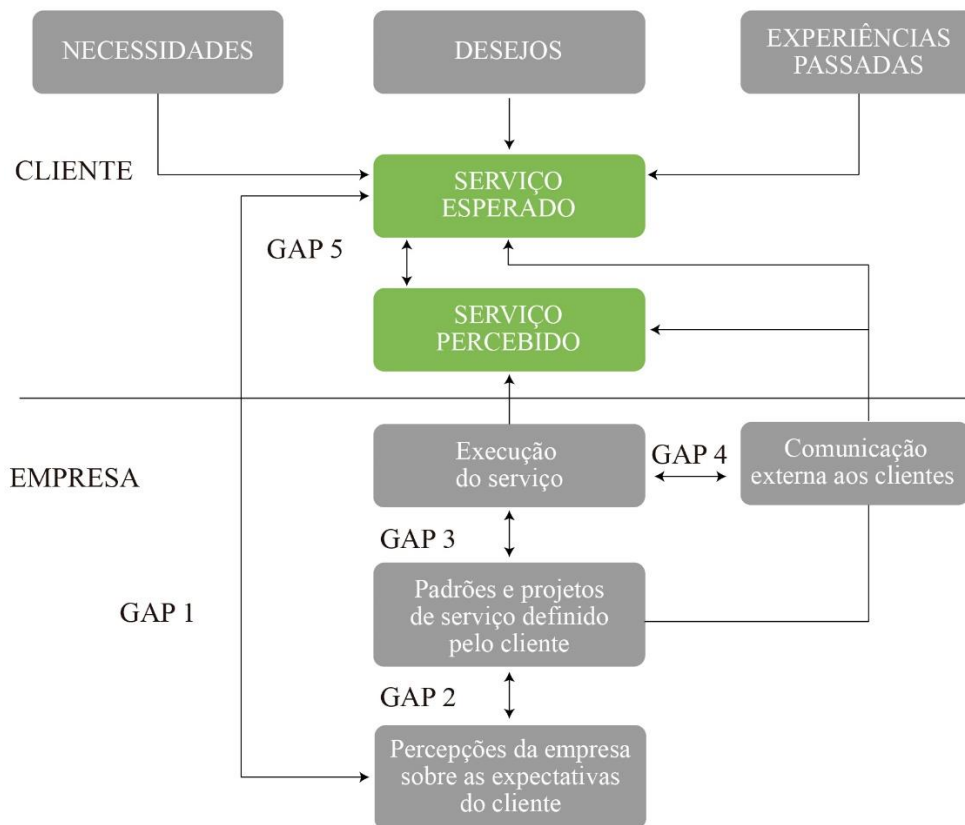 NECESSIDADES
DESEJOS
EXPERIÊNCIAS
PASSADAS
CLIENTE
SERVIÇO
ESPERADO
GAP 5
SERVIÇO
PERCEBIDO
EMPRESA
Execução
do serviço
GAP 4
Comunicação
externa aos clientes
GAP 3
GAP 1
Padrões e projetos
de serviço definido
pelo cliente
GAP 2
Percepções da empresa
sobre as expectativas
do cliente